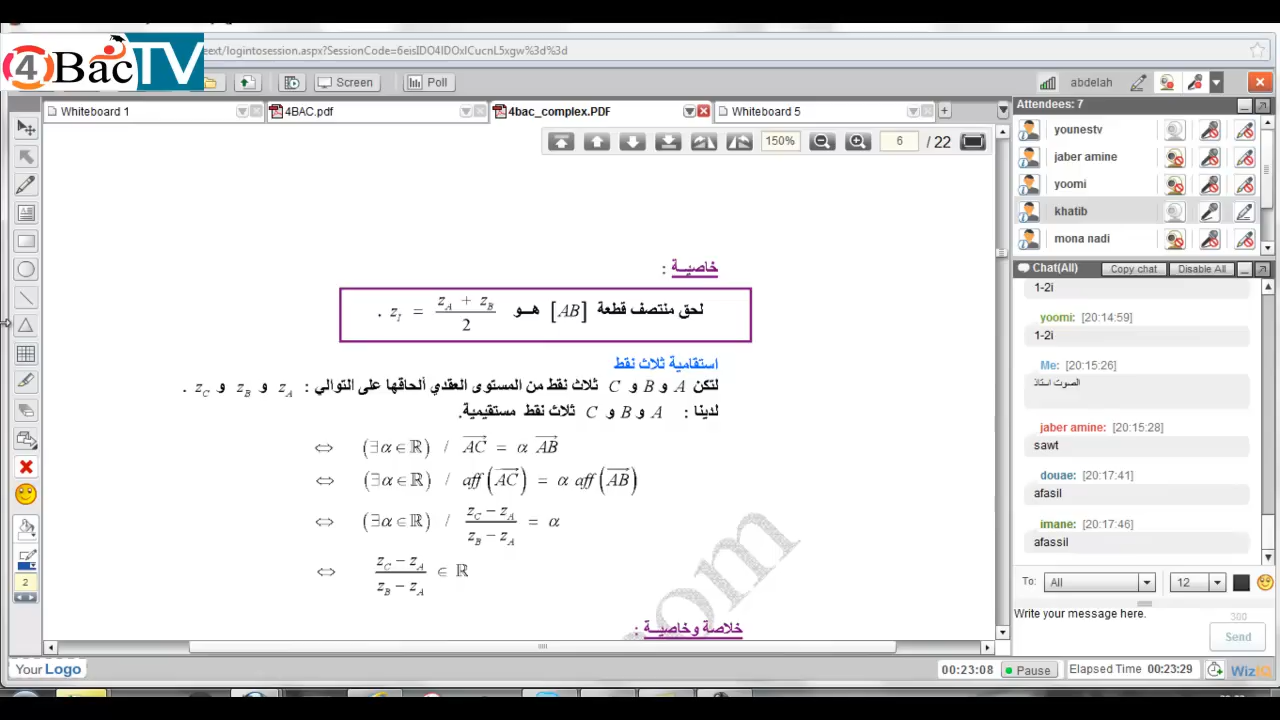 4BacTV
eext/logintosession.aspx?SessionCode=6eisIDO4IDOxlCucnL5xgw%3d%3d
Screen
Poll
abdelah
Whiteboard 1
4BAC.pdf
4bac_complex.PDF
Whiteboard 5
150%
6 / 22
خاصيـة :
لحق منتصف قطعة [AB] هـو z_I = (z_A + z_B)/2 .
استقامية ثلاث نقط
لتكن A و B و C ثلاث نقط من المستوى العقدي ألحاقها على التوالي : z_A و z_B و z_C .
لدينا : A و B و C ثلاث نقط مستقيمية.
⇔ (∃α∈ℝ) / AC→ = α AB→
⇔ (∃α∈ℝ) / aff(AC→) = α aff(AB→)
⇔ (∃α∈ℝ) / (z_C − z_A)/(z_B − z_A) = α
⇔ (z_C − z_A)/(z_B − z_A) ∈ ℝ
خلاصة وخاصيـة :
om
Attendees: 7
younestv
jaber amine
yoomi
khatib
mona nadi
Chat(All)
Copy chat
Disable All
1-2i
yoomi: [20:14:59]
1-2i
Me: [20:15:26]
الصوت استاذ
jaber amine: [20:15:28]
sawt
douae: [20:17:41]
afasil
imane: [20:17:46]
afassil
To: All
12
Write your message here.
300
Send
2
Your Logo
00:23:08
Pause
Elapsed Time 00:23:29
WizIQ